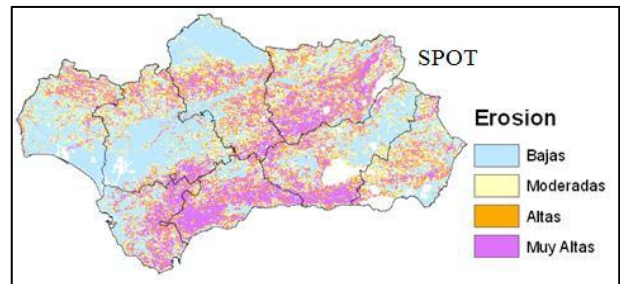 SPOT
Erosion
Bajas
Moderadas
Altas
Muy Altas